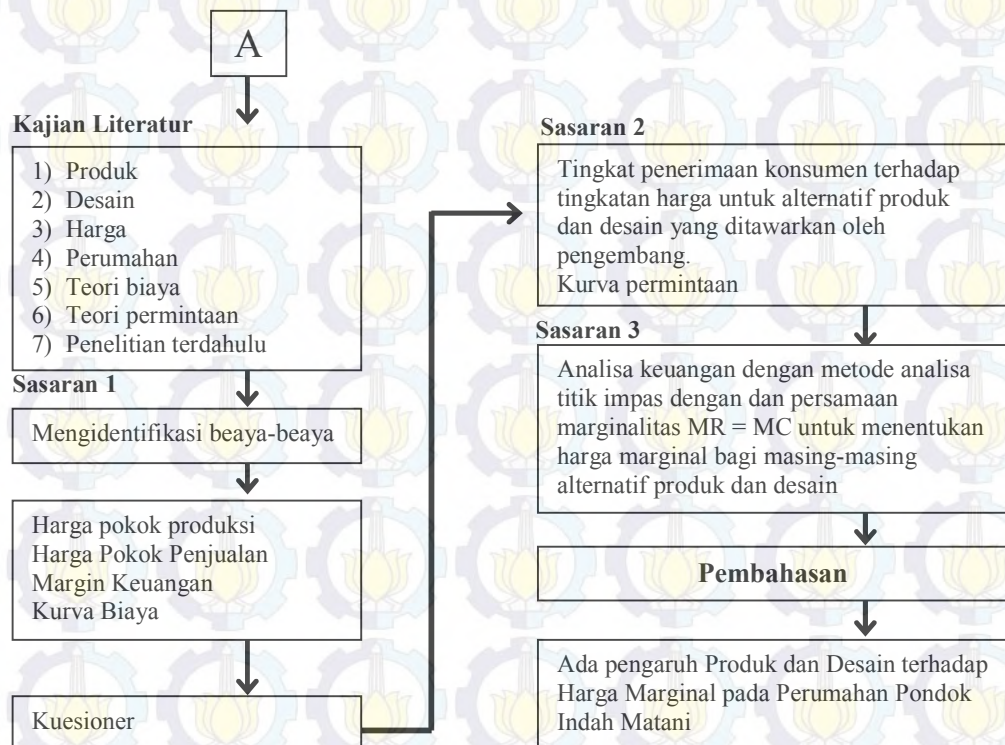 A
Kajian Literatur
1) Produk
2) Desain
3) Harga
4) Perumahan
5) Teori biaya
6) Teori permintaan
7) Penelitian terdahulu
Sasaran 1
Mengidentifikasi beaya-beaya
Harga pokok produksi
Harga Pokok Penjualan
Margin Keuangan
Kurva Biaya
Kuesioner
Sasaran 2
Tingkat penerimaan konsumen terhadap
tingkatan harga untuk alternatif produk
dan desain yang ditawarkan oleh
pengembang.
Kurva permintaan
Sasaran 3
Analisa keuangan dengan metode analisa
titik impas dengan dan persamaan
marginalitas MR = MC untuk menentukan
harga marginal bagi masing-masing
alternatif produk dan desain
Pembahasan
Ada pengaruh Produk dan Desain terhadap
Harga Marginal pada Perumahan Pondok
Indah Matani